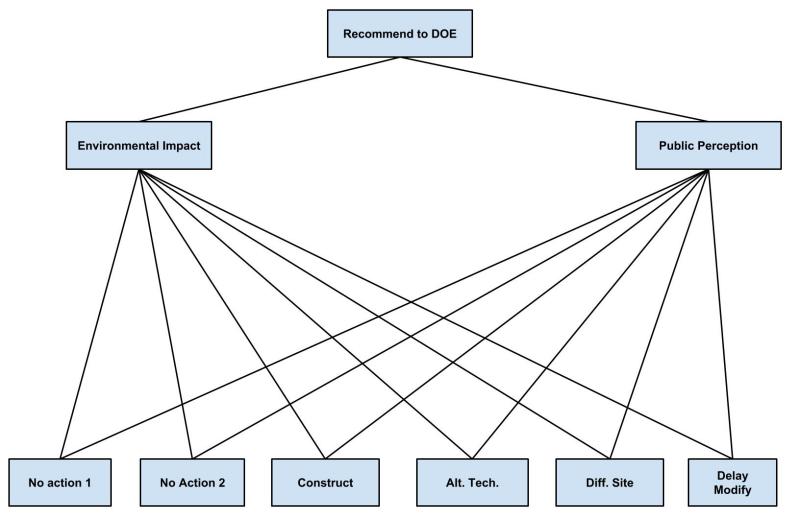 Recommend to DOE
Environmental Impact
Public Perception
No action 1
No Action 2
Construct
Alt. Tech.
Diff. Site
Delay
Modify